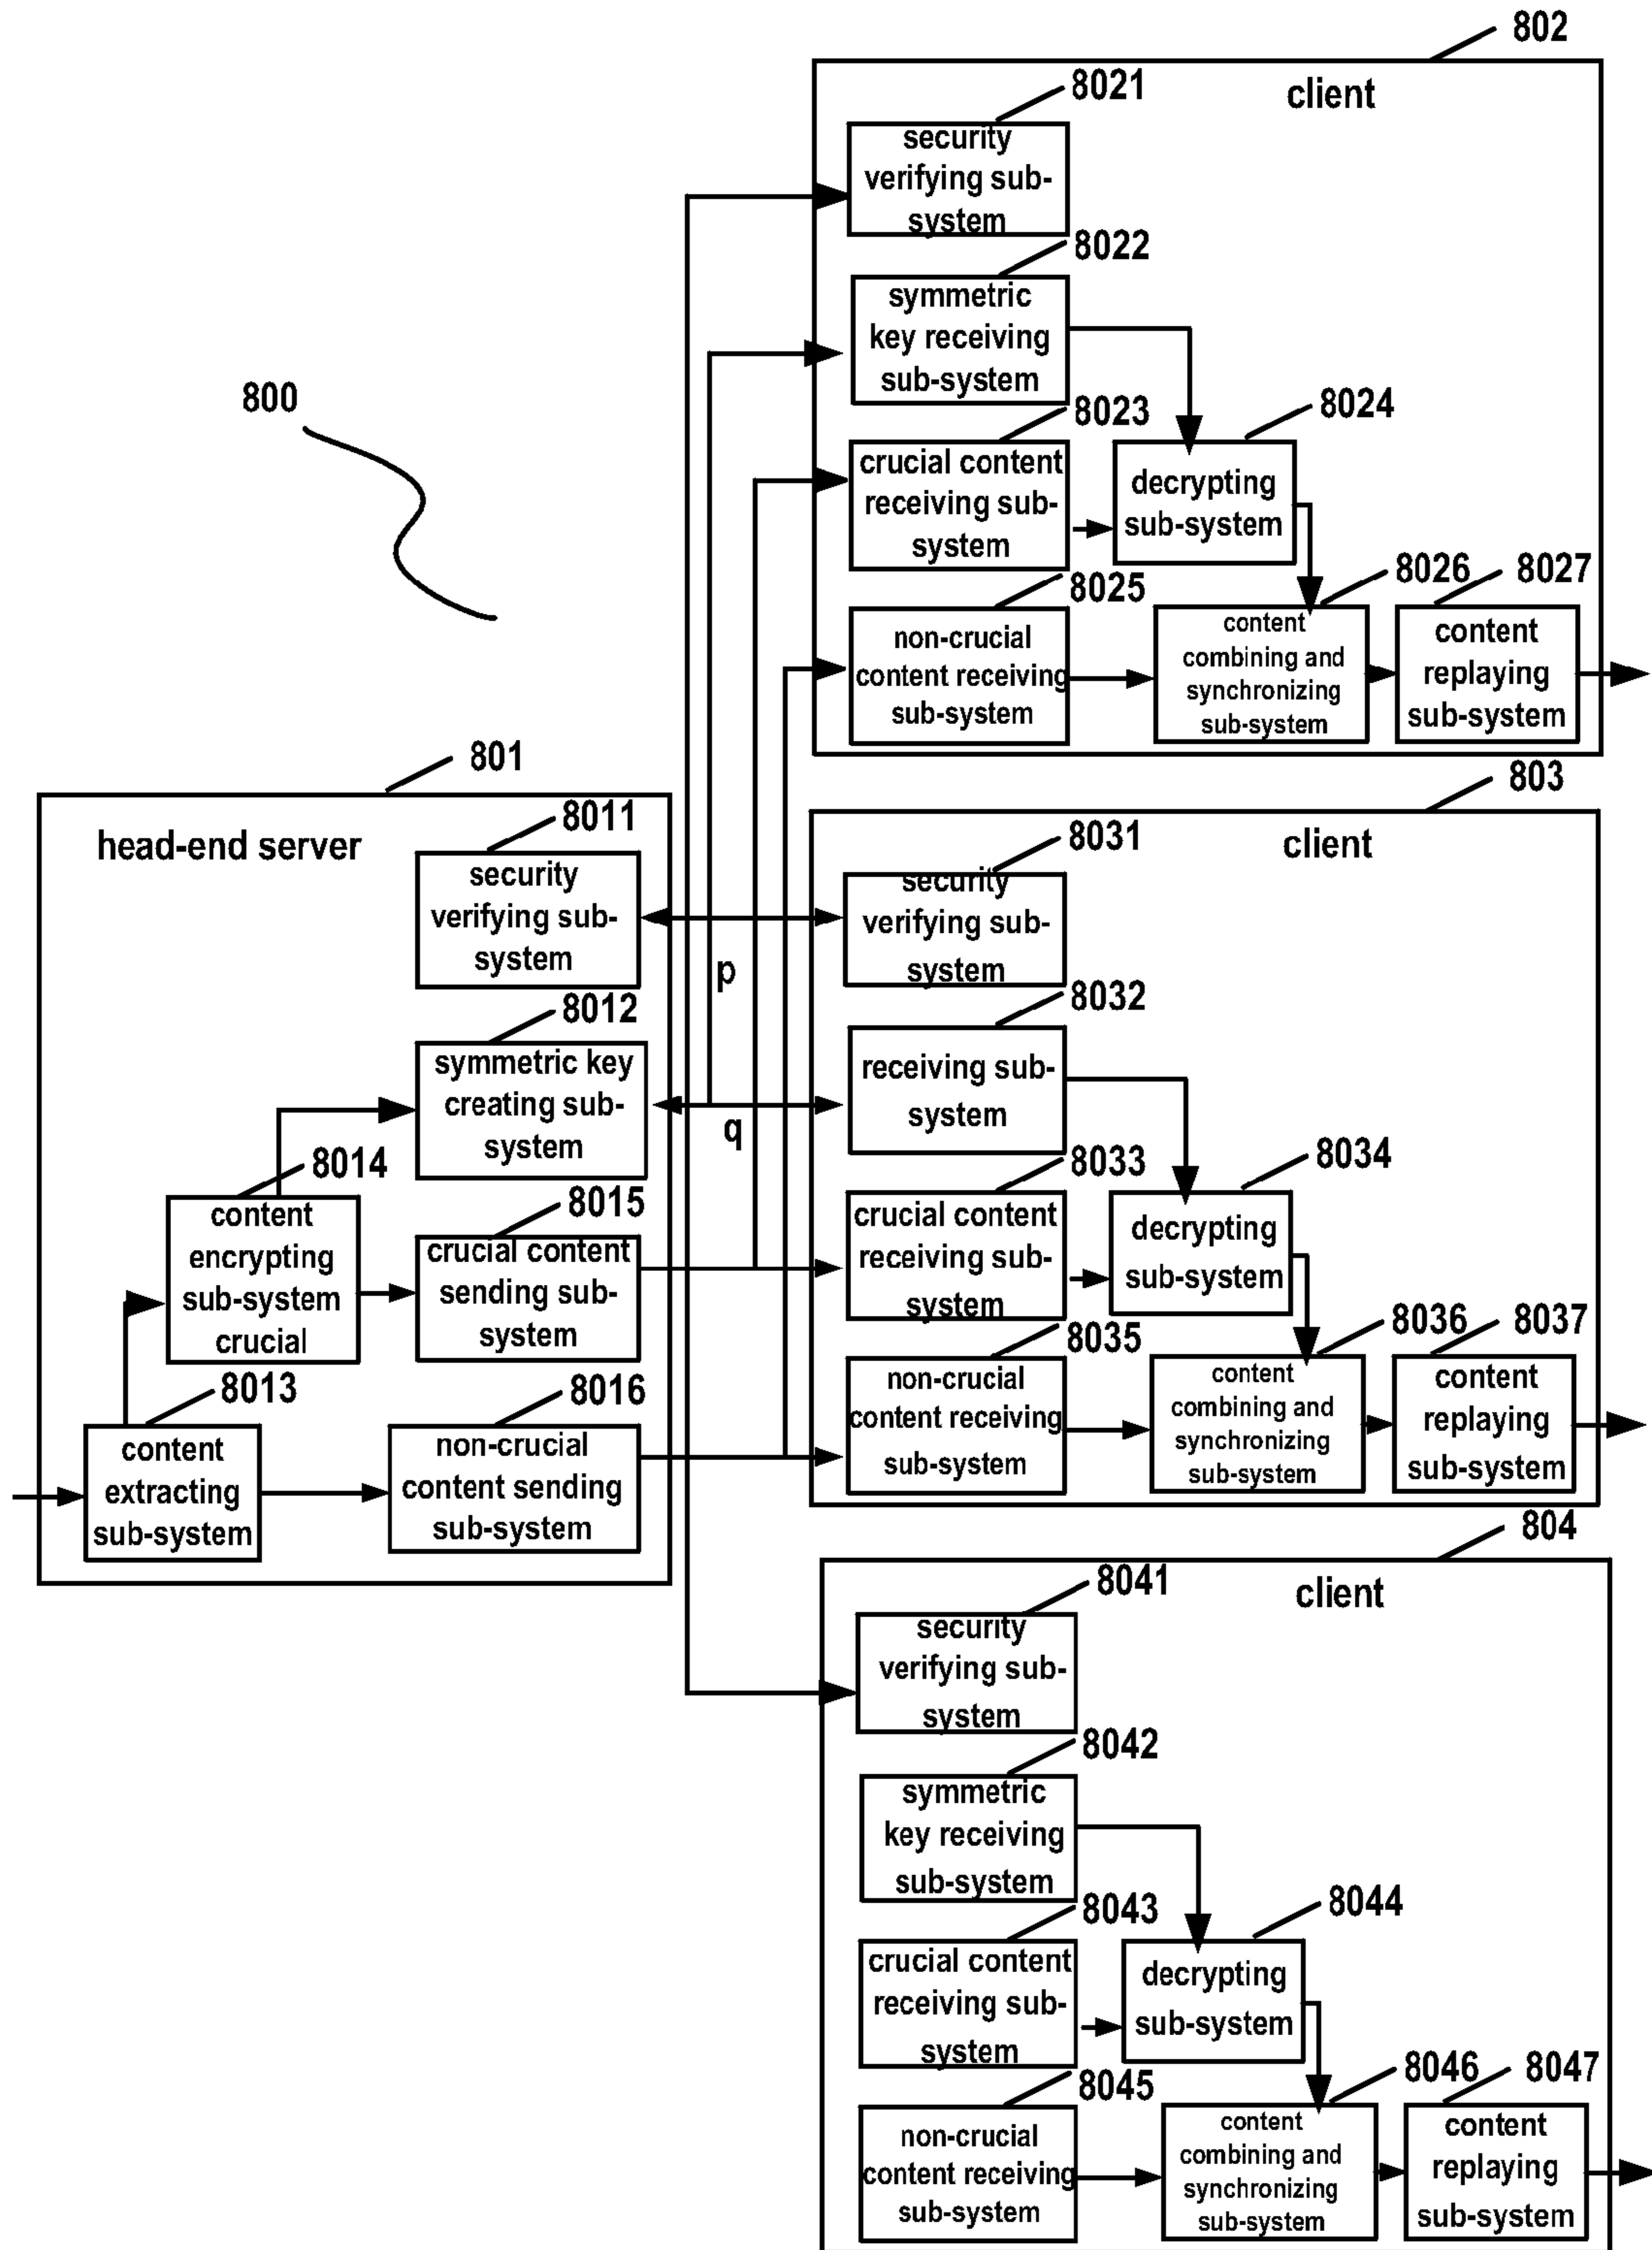 802
client
8021
security
verifying sub-
system
8022
symmetric
key receiving
sub-system
8023
crucial content
receiving sub-
system
8024
decrypting
sub-system
8025
non-crucial
content receiving
sub-system
8026
content
combining and
synchronizing
sub-system
8027
content
replaying
sub-system
800
801
head-end server
8011
security
verifying sub-
system
8012
symmetric key
creating sub-
system
8014
content
encrypting
sub-system
crucial
8015
crucial content
sending sub-
system
8013
content
extracting
sub-system
8016
non-crucial
content sending
sub-system
p
q
803
client
8031
security
verifying sub-
system
8032
receiving sub-
system
8033
crucial content
receiving sub-
system
8034
decrypting
sub-system
8035
non-crucial
content receiving
sub-system
8036
content
combining and
synchronizing
sub-system
8037
content
replaying
sub-system
804
client
8041
security
verifying sub-
system
8042
symmetric
key receiving
sub-system
8043
crucial content
receiving sub-
system
8044
decrypting
sub-system
8045
non-crucial
content receiving
sub-system
8046
content
combining and
synchronizing
sub-system
8047
content
replaying
sub-system